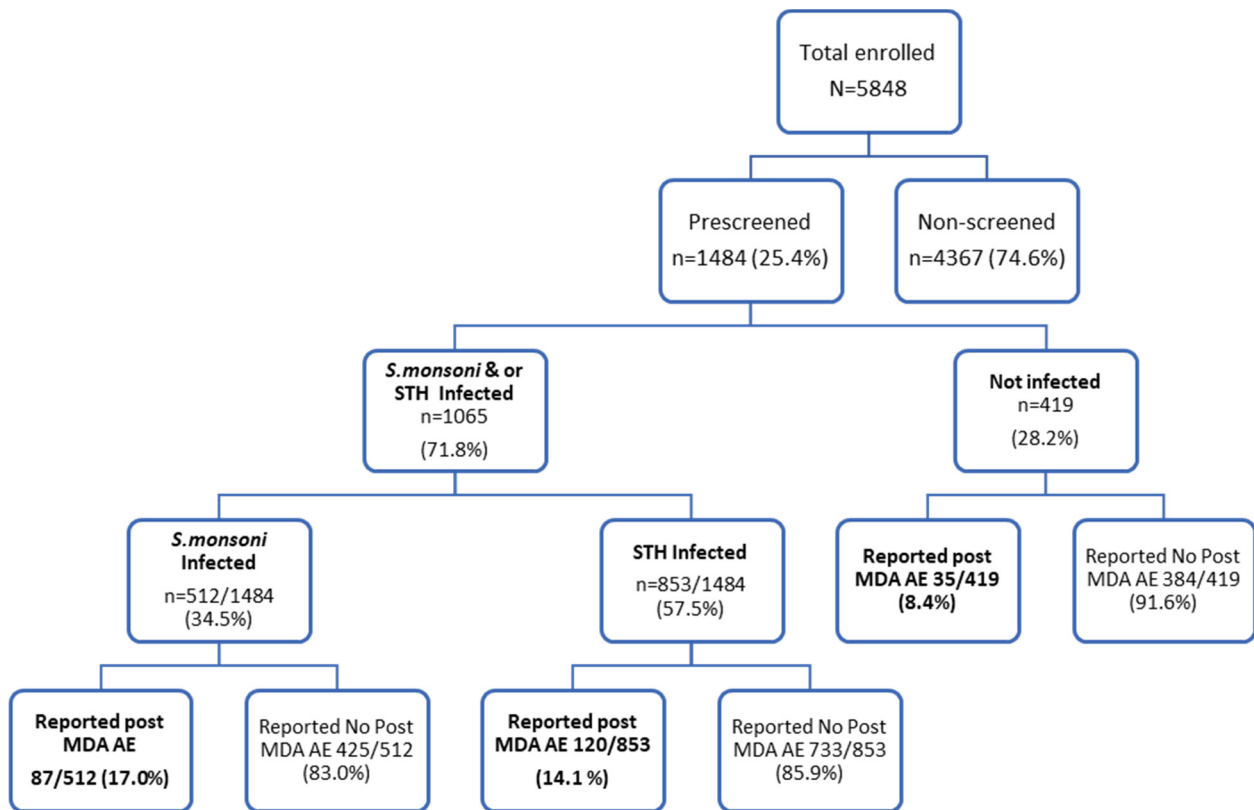 Total enrolled
N=5848
Prescreened
n=1484 (25.4%)
Non-screened
n=4367 (74.6%)
S.monsoni & or
STH Infected
n=1065
(71.8%)
Not infected
n=419
(28.2%)
S.monsoni
Infected
n=512/1484
(34.5%)
STH Infected
n=853/1484
(57.5%)
Reported post
MDA AE 35/419
(8.4%)
Reported No Post
MDA AE 384/419
(91.6%)
Reported post
MDA AE
87/512 (17.0%)
Reported No Post
MDA AE 425/512
(83.0%)
Reported post
MDA AE 120/853
(14.1 %)
Reported No Post
MDA AE 733/853
(85.9%)